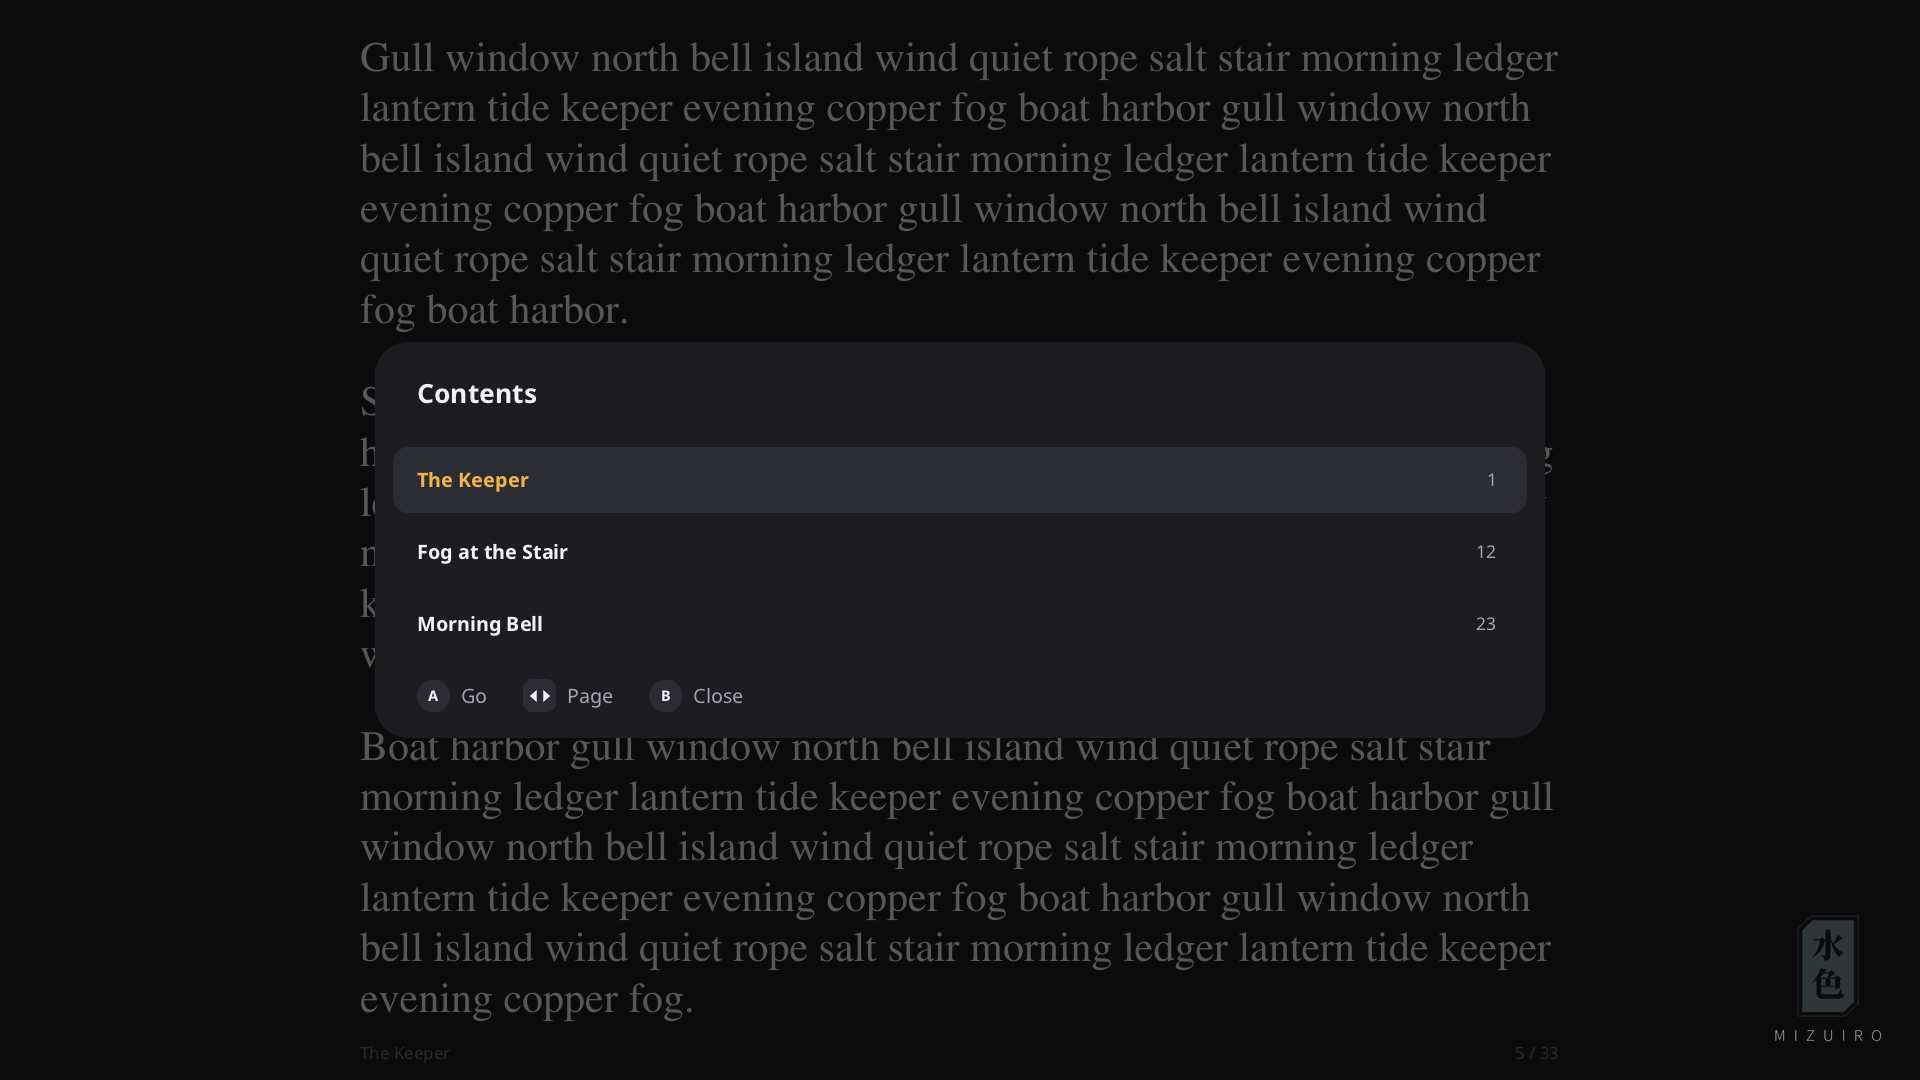 Gull window north bell island wind quiet rope salt stair morning ledger
lantern tide keeper evening copper fog boat harbor gull window north
bell island wind quiet rope salt stair morning ledger lantern tide keeper
evening copper fog boat harbor gull window north bell island wind
quiet rope salt stair morning ledger lantern tide keeper evening copper
fog boat harbor.
Contents
The Keeper 1
Fog at the Stair 12
Morning Bell 23
A Go Page B Close
Boat harbor gull window north bell island wind quiet rope salt stair
morning ledger lantern tide keeper evening copper fog boat harbor gull
window north bell island wind quiet rope salt stair morning ledger
lantern tide keeper evening copper fog boat harbor gull window north
bell island wind quiet rope salt stair morning ledger lantern tide keeper
evening copper fog.
The Keeper 5 / 33
水色
MIZUIRO